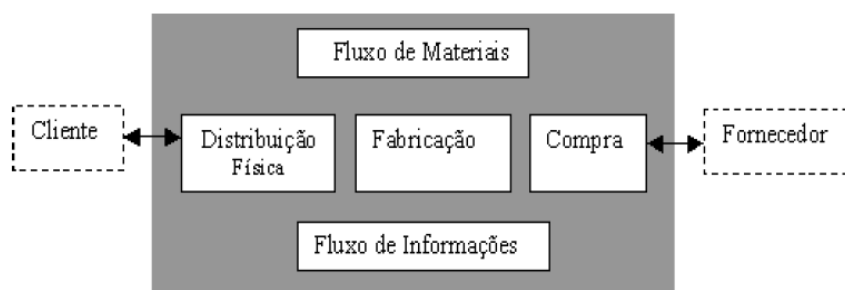 Fluxo de Materiais
Cliente
Distribuição
Física
Fabricação
Compra
Fornecedor
Fluxo de Informações